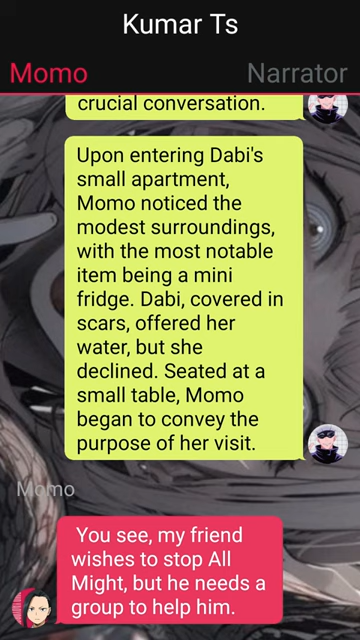 Kumar Ts
Momo
Narrator
crucial conversation.
Upon entering Dabi's
small apartment,
Momo noticed the
modest surroundings,
with the most notable
item being a mini
fridge. Dabi, covered in
scars, offered her
water, but she
declined. Seated at a
small table, Momo
began to convey the
purpose of her visit.
Momo
You see, my friend
wishes to stop All
Might, but he needs a
group to help him.